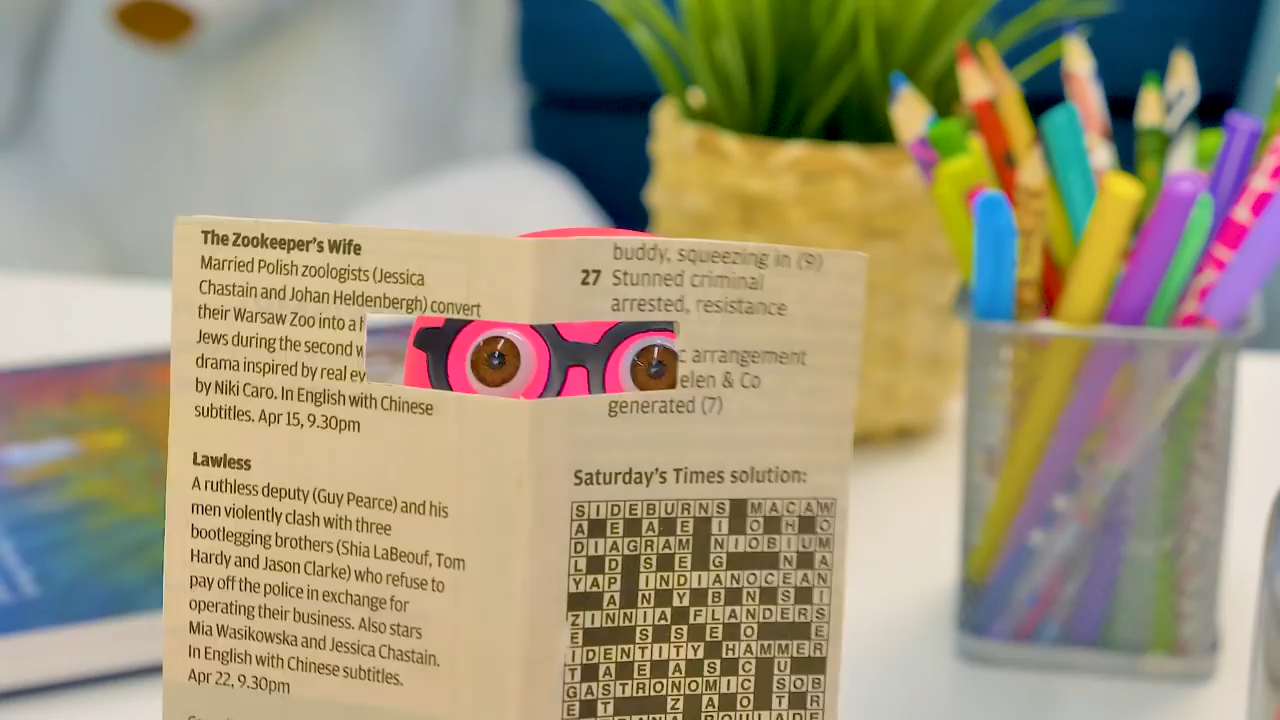 The Zookeeper's Wife
Married Polish zoologists (Jessica
Chastain and Johan Heldenbergh) convert
their Warsaw Zoo into a
Jews during the second
drama inspired by real
by Niki Caro. In English with Chinese
subtitles. Apr 15, 9.30pm
Lawless
A ruthless deputy (Guy Pearce) and his
men violently clash with three
bootlegging brothers (Shia LaBeouf, Tom
Hardy and Jason Clarke) who refuse to
pay off the police in exchange for
operating their business. Also stars
Mia Wasikowska and Jessica Chastain.
In English with Chinese subtitles.
Apr 22, 9.30pm
buddy, squeezing in (9)
27 Stunned criminal
arrested, resistance
arrangement
elen & Co
generated (7)
Saturday's Times solution:
SIDEBURNS MACAW
DIAGRAM NIOBIUM
YAP INDIANOCEAN
ZINNIA FLANDERS
IDENTITY HAMMER
GASTRONOMIC SOB